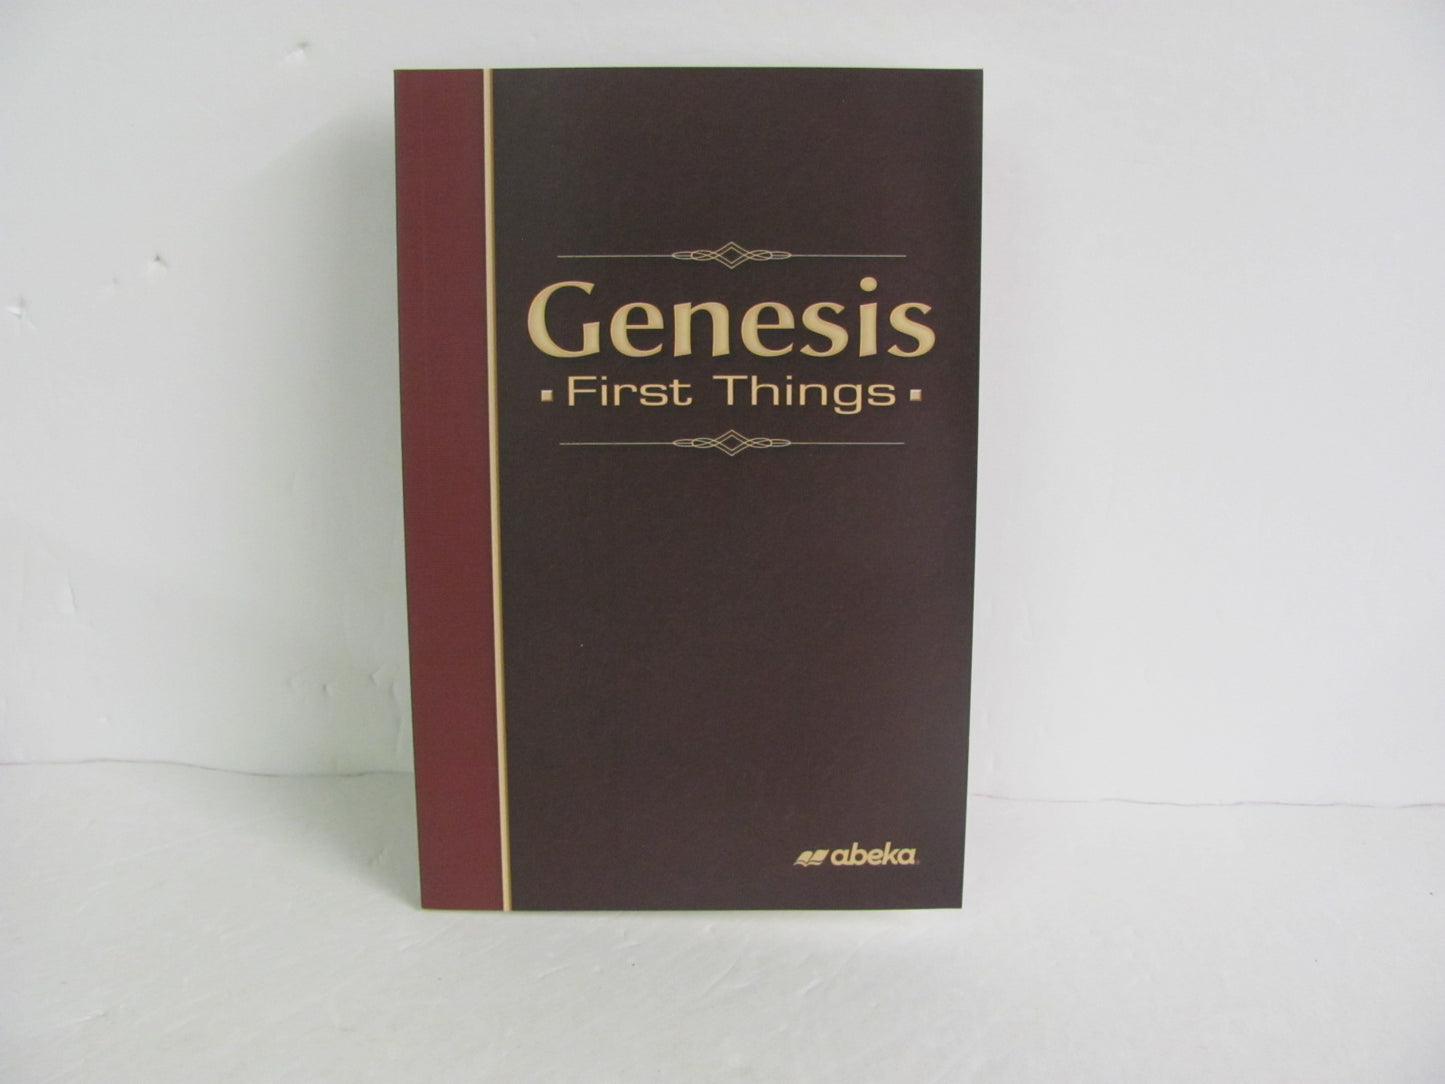 Genesis
First Things
abeka